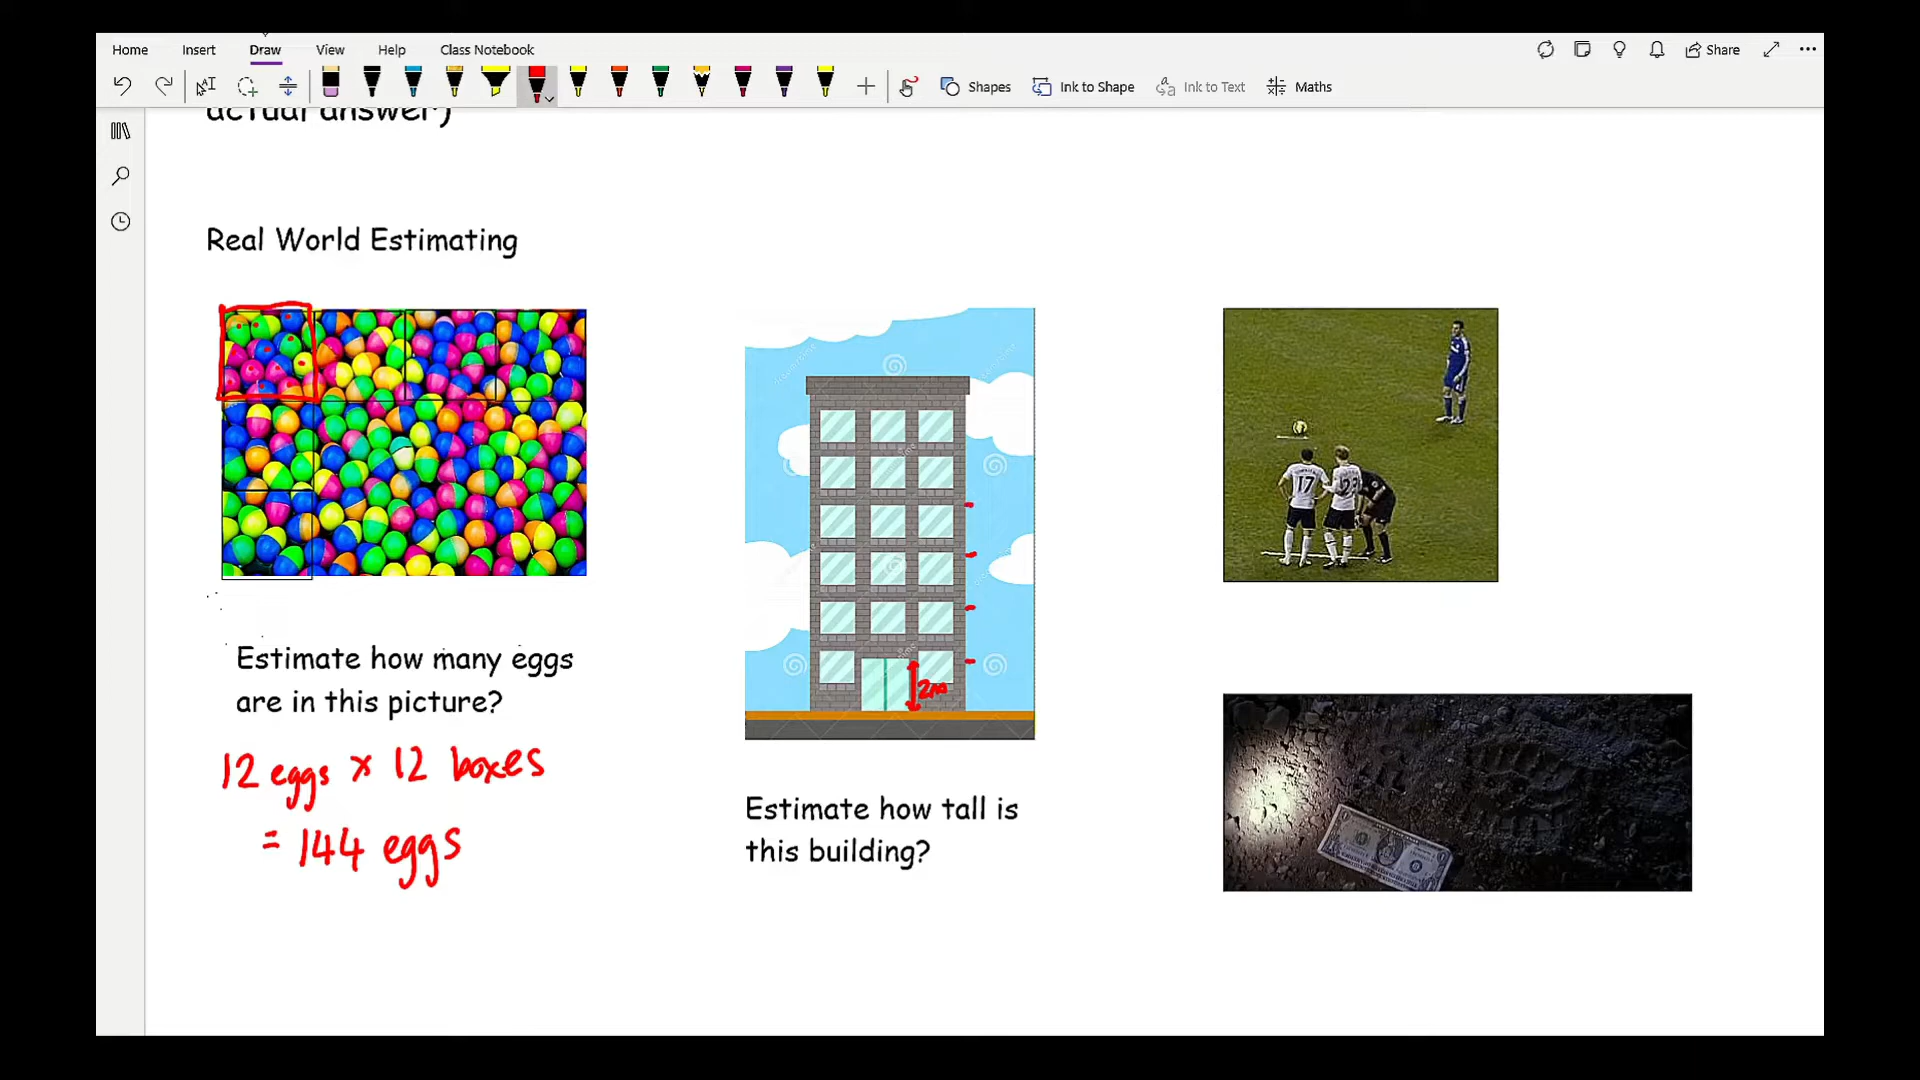 Home Insert Draw View Help Class Notebook
Share
Shapes Ink to Shape Ink to Text Maths
actual answer)
Real World Estimating
17 23
2m
Estimate how many eggs
are in this picture?
12 eggs x 12 boxes
= 144 eggs
Estimate how tall is
this building?